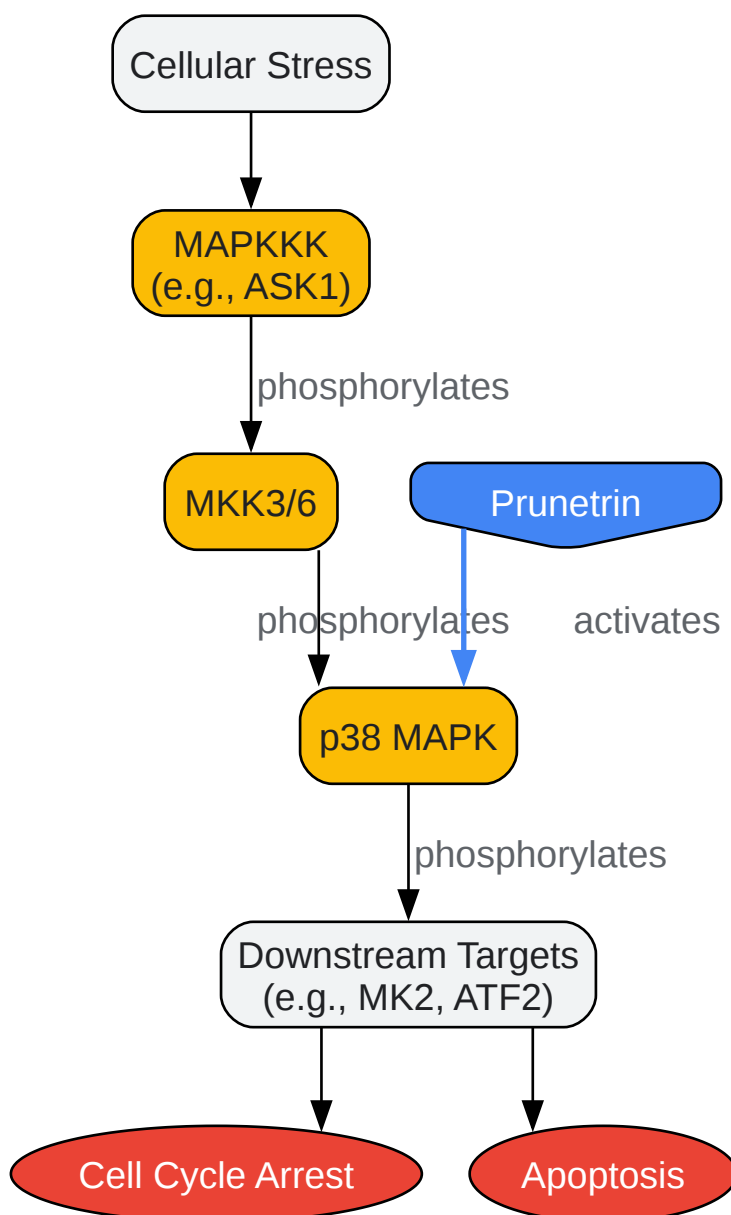 Cellular Stress
MAPKKK
(e.g., ASK1)
phosphorylates
MKK3/6
Prunetrin
phosphorylates
activates
p38 MAPK
phosphorylates
Downstream Targets
(e.g., MK2, ATF2)
Cell Cycle Arrest
Apoptosis